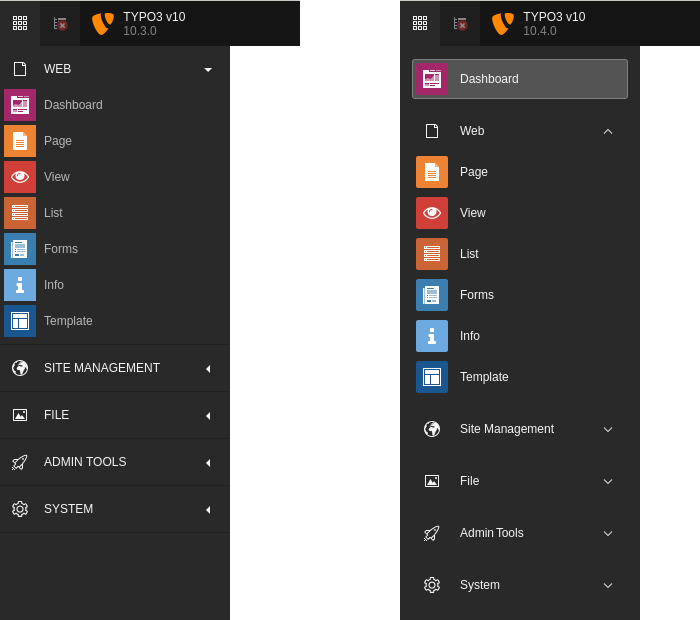 TYPO3 v10
10.3.0
WEB
Dashboard
Page
View
List
Forms
Info
Template
SITE MANAGEMENT
FILE
ADMIN TOOLS
SYSTEM
TYPO3 v10
10.4.0
Dashboard
Web
Page
View
List
Forms
Info
Template
Site Management
File
Admin Tools
System